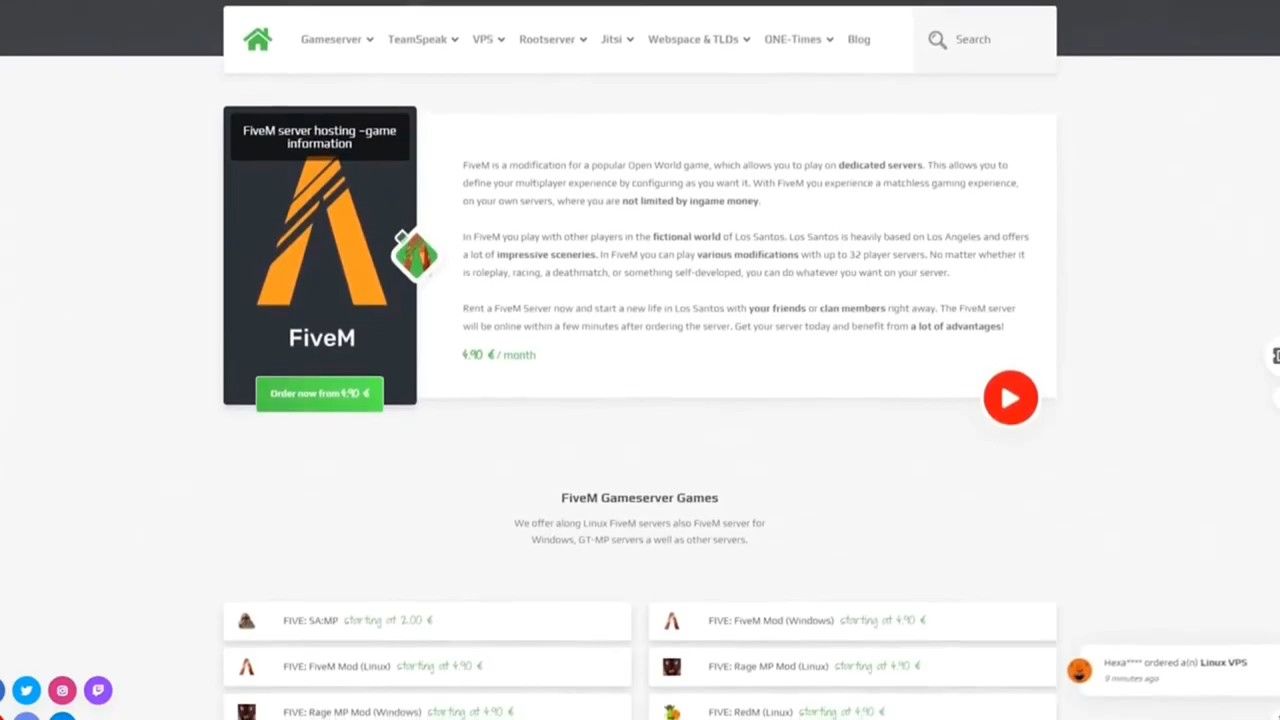 Gameserver TeamSpeak VPS Rootserver Jitsi Webspace & TLDs ONE-Times Blog Search
FiveM server hosting –game
information
FiveM
Order now from 4.90 €
FiveM is a modification for a popular Open World game, which allows you to play on dedicated servers. This allows you to
define your multiplayer experience by configuring as you want it. With FiveM you experience a matchless gaming experience,
on your own servers, where you are not limited by ingame money.
In FiveM you play with other players in the fictional world of Los Santos. Los Santos is heavily based on Los Angeles and offers
a lot of impressive sceneries. In FiveM you can play various modifications with up to 32 player servers. No matter whether it
is roleplay, racing, a deathmatch, or something self-developed, you can do whatever you want on your server.
Rent a FiveM Server now and start a new life in Los Santos with your friends or clan members right away. The FiveM server
will be online within a few minutes after ordering the server. Get your server today and benefit from a lot of advantages!
4.90 € / month
FiveM Gameserver Games
We offer along Linux FiveM servers also FiveM server for
Windows, GT-MP servers a well as other servers.
FIVE: SA:MP starting at 2.00 €
FIVE: FiveM Mod (Windows) starting at 4.90 €
FIVE: FiveM Mod (Linux) starting at 4.90 €
FIVE: Rage MP Mod (Linux) starting at 4.90 €
FIVE: Rage MP Mod (Windows) starting at 4.90 €
FIVE: RedM (Linux) starting at 4.90 €
Hexa**** ordered a(n) Linux VPS
9 minutes ago